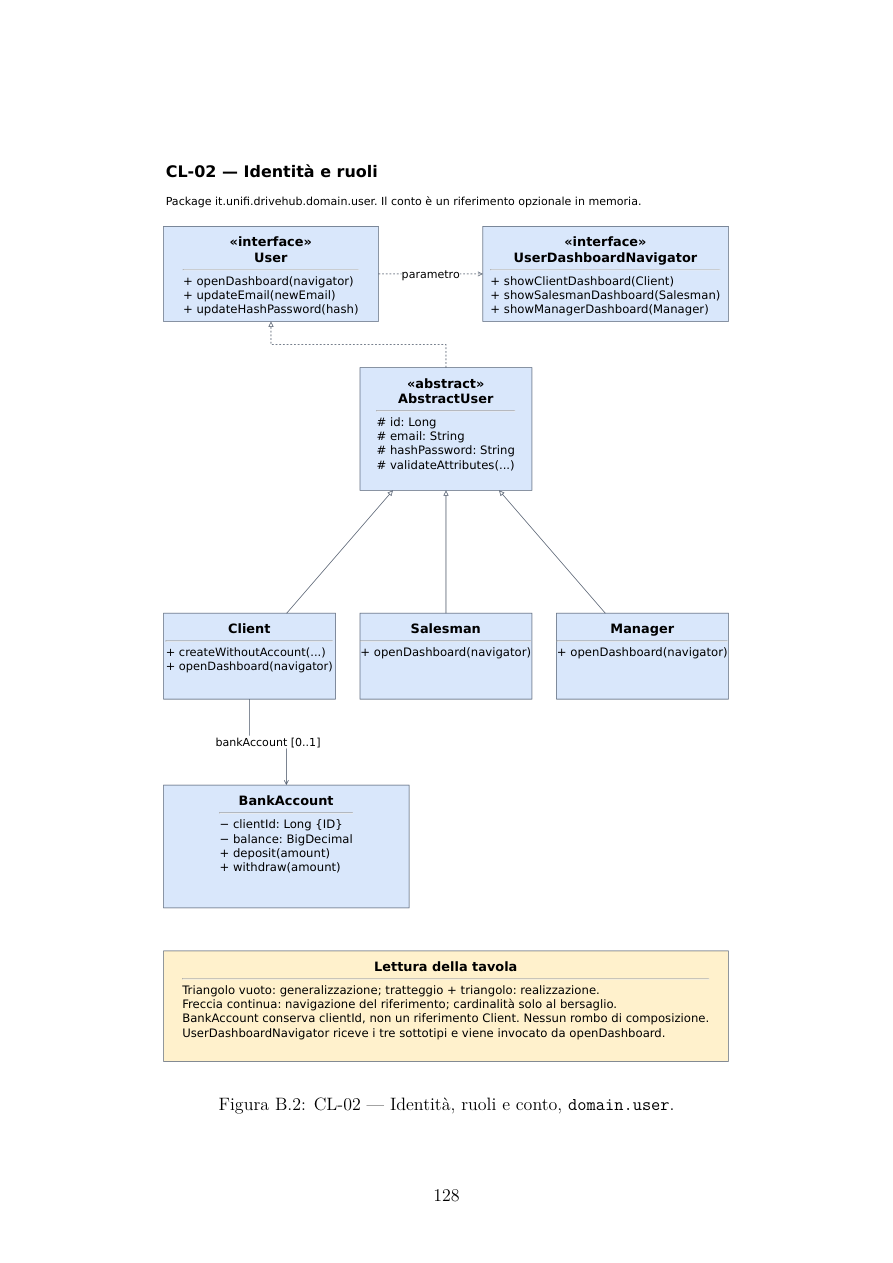 CL-02 — Identità e ruoli
Package it.unifi.drivehub.domain.user. Il conto è un riferimento opzionale in memoria.
«interface»
User
+ openDashboard(navigator)
+ updateEmail(newEmail)
+ updateHashPassword(hash)
parametro
«interface»
UserDashboardNavigator
+ showClientDashboard(Client)
+ showSalesmanDashboard(Salesman)
+ showManagerDashboard(Manager)
«abstract»
AbstractUser
# id: Long
# email: String
# hashPassword: String
# validateAttributes(...)
Client
+ createWithoutAccount(...)
+ openDashboard(navigator)
Salesman
+ openDashboard(navigator)
Manager
+ openDashboard(navigator)
bankAccount [0..1]
BankAccount
− clientId: Long {ID}
− balance: BigDecimal
+ deposit(amount)
+ withdraw(amount)
Lettura della tavola
Triangolo vuoto: generalizzazione; tratteggio + triangolo: realizzazione.
Freccia continua: navigazione del riferimento; cardinalità solo al bersaglio.
BankAccount conserva clientId, non un riferimento Client. Nessun rombo di composizione.
UserDashboardNavigator riceve i tre sottotipi e viene invocato da openDashboard.
Figura B.2: CL-02 — Identità, ruoli e conto, domain.user.
128